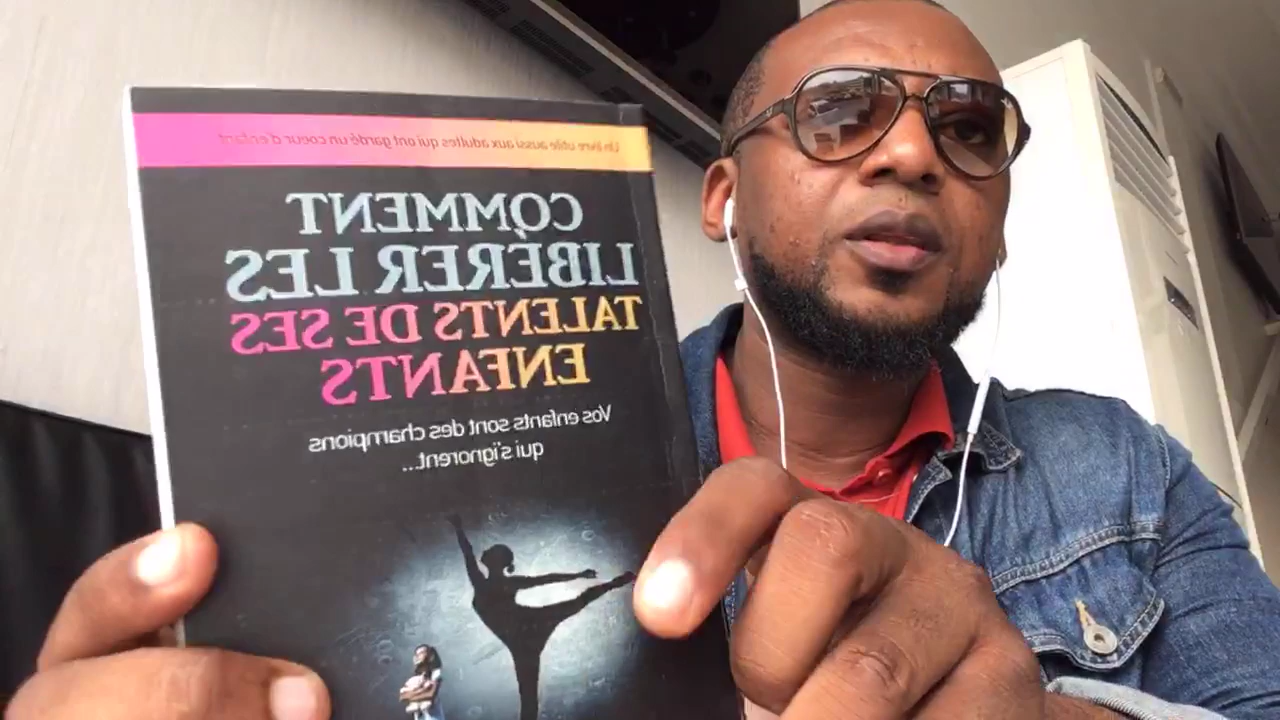 Un livre utile aussi aux adultes qui ont gardé un coeur d'enfant
COMMENT
LIBÉRER LES
TALENTS DE SES
ENFANTS
Vos enfants sont des champions
qui s'ignorent...